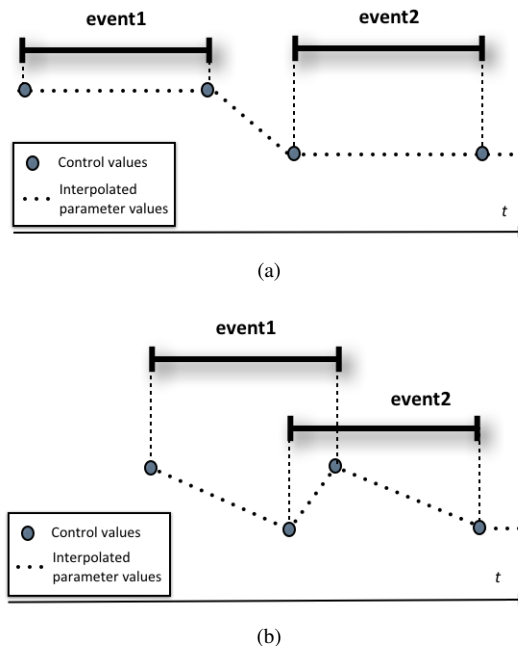 event1
event2
Control values
Interpolated
parameter values
t
(a)
event1
event2
Control values
Interpolated
parameter values
t
(b)